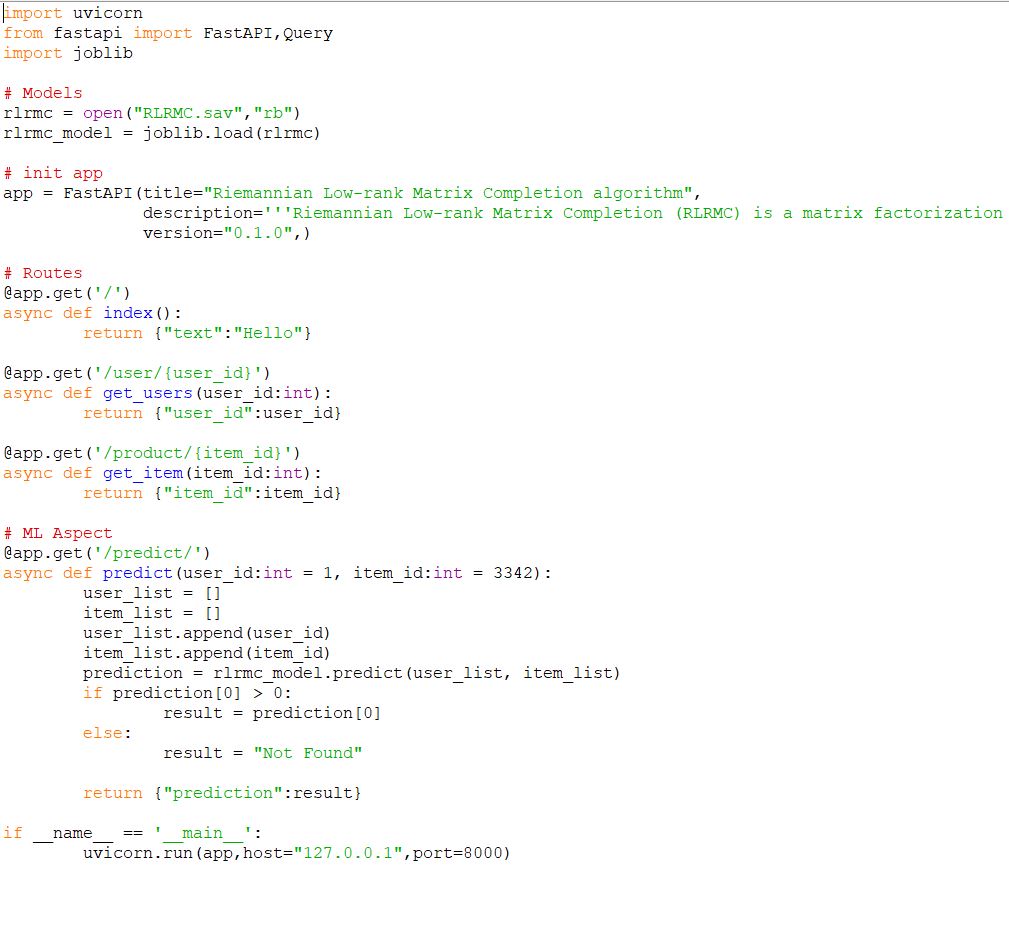 import uvicorn
from fastapi import FastAPI,Query
import joblib

# Models
rlrmc = open("RLRMC.sav","rb")
rlrmc_model = joblib.load(rlrmc)

# init app
app = FastAPI(title="Riemannian Low-rank Matrix Completion algorithm",
              description='''Riemannian Low-rank Matrix Completion (RLRMC) is a matrix factorization
              version="0.1.0",)

# Routes
@app.get('/')
async def index():
        return {"text":"Hello"}

@app.get('/user/{user_id}')
async def get_users(user_id:int):
        return {"user_id":user_id}

@app.get('/product/{item_id}')
async def get_item(item_id:int):
        return {"item_id":item_id}

# ML Aspect
@app.get('/predict/')
async def predict(user_id:int = 1, item_id:int = 3342):
        user_list = []
        item_list = []
        user_list.append(user_id)
        item_list.append(item_id)
        prediction = rlrmc_model.predict(user_list, item_list)
        if prediction[0] > 0:
                result = prediction[0]
        else:
                result = "Not Found"

        return {"prediction":result}

if __name__ == '__main__':
        uvicorn.run(app,host="127.0.0.1",port=8000)